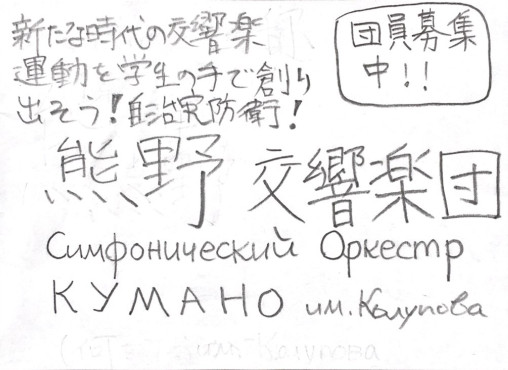 新たな時代の交響楽
運動を学生の手で創り
出そう！自治寮防衛！
団員募集
中！！
熊野 交響楽団
Симфонический Оркестр
КУМАНО им. Калупова